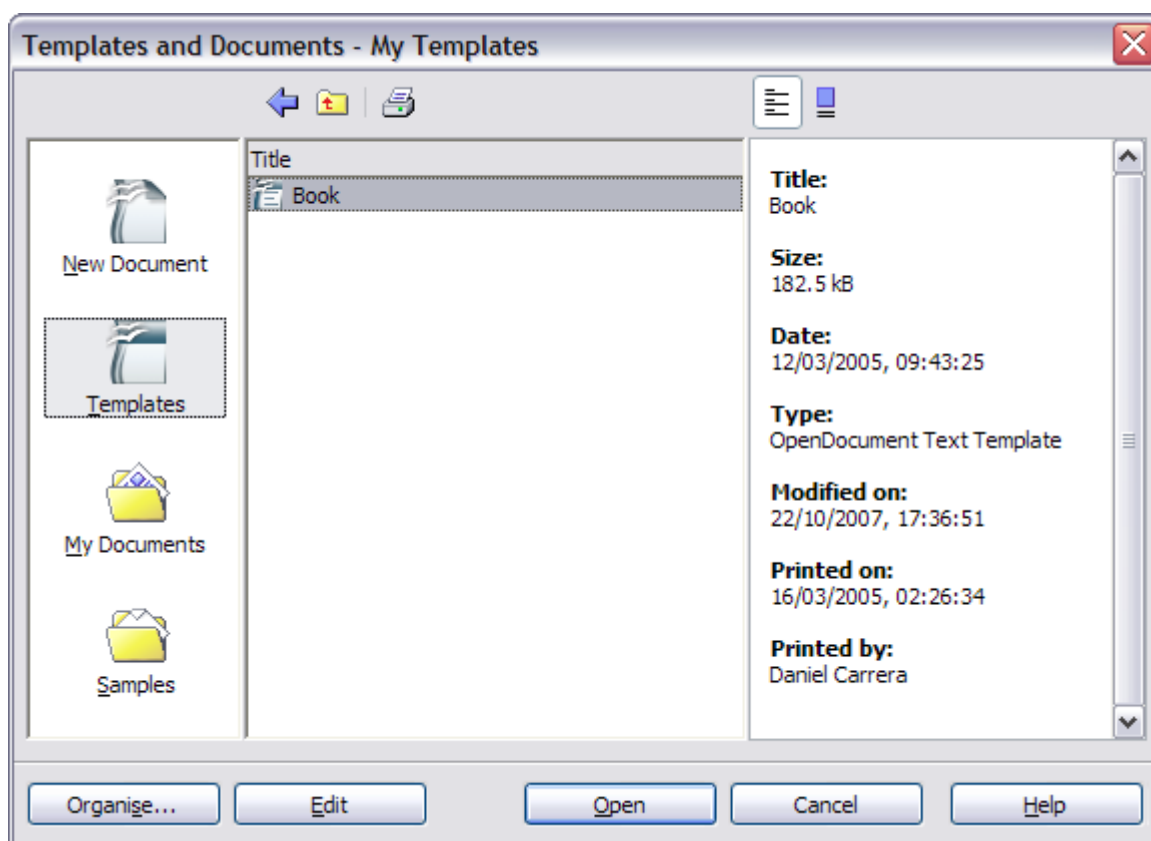 Templates and Documents - My Templates
New Document
Templates
My Documents
Samples
Title
Book
Title:
Book
Size:
182.5 kB
Date:
12/03/2005, 09:43:25
Type:
OpenDocument Text Template
Modified on:
22/10/2007, 17:36:51
Printed on:
16/03/2005, 02:26:34
Printed by:
Daniel Carrera
Organise... Edit Open Cancel Help